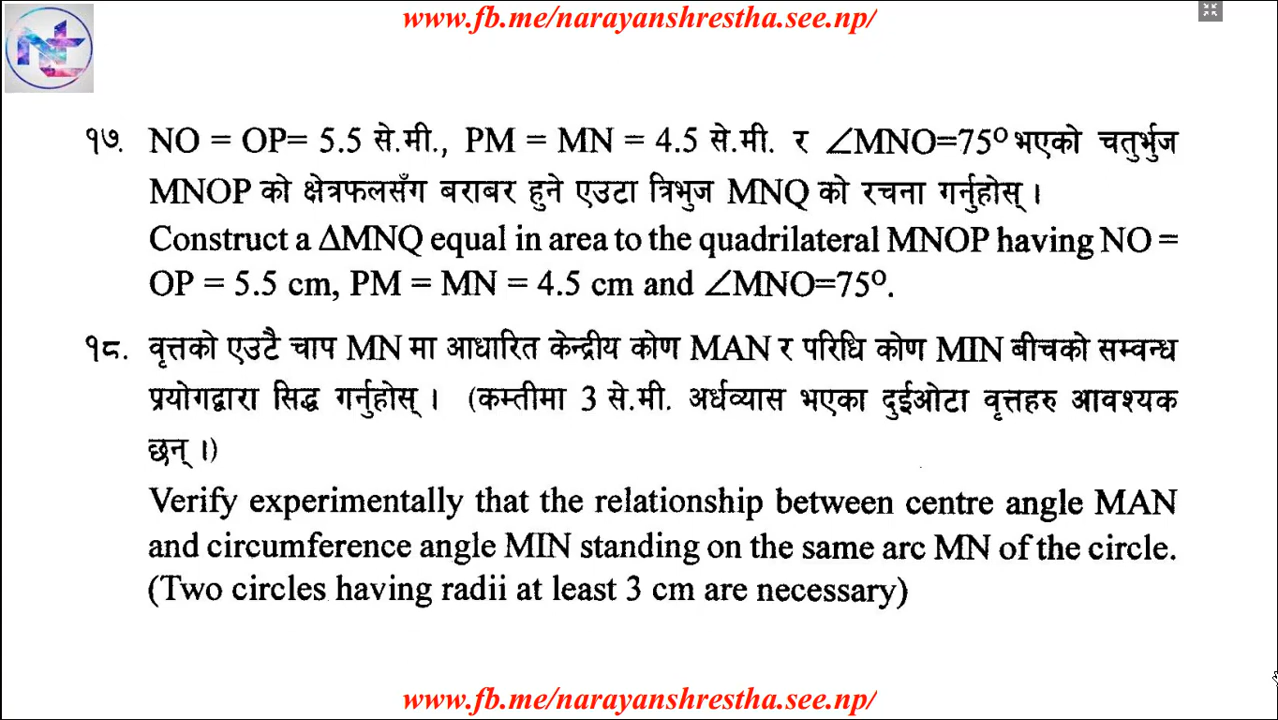 www.fb.me/narayanshrestha.see.np/
१७. NO = OP= 5.5 से.मी., PM = MN = 4.5 से.मी. र ∠MNO=75⁰ भएको चतुर्भुज
MNOP को क्षेत्रफलसँग बराबर हुने एउटा त्रिभुज MNQ को रचना गर्नुहोस् ।
Construct a ΔMNQ equal in area to the quadrilateral MNOP having NO =
OP = 5.5 cm, PM = MN = 4.5 cm and ∠MNO=75⁰.
१८. वृत्तको एउटै चाप MN मा आधारित केन्द्रीय कोण MAN र परिधि कोण MIN बीचको सम्वन्ध
प्रयोगद्वारा सिद्ध गर्नुहोस् । (कम्तीमा 3 से.मी. अर्धव्यास भएका दुईओटा वृत्तहरु आवश्यक
छन् ।)
Verify experimentally that the relationship between centre angle MAN
and circumference angle MIN standing on the same arc MN of the circle.
(Two circles having radii at least 3 cm are necessary)
www.fb.me/narayanshrestha.see.np/